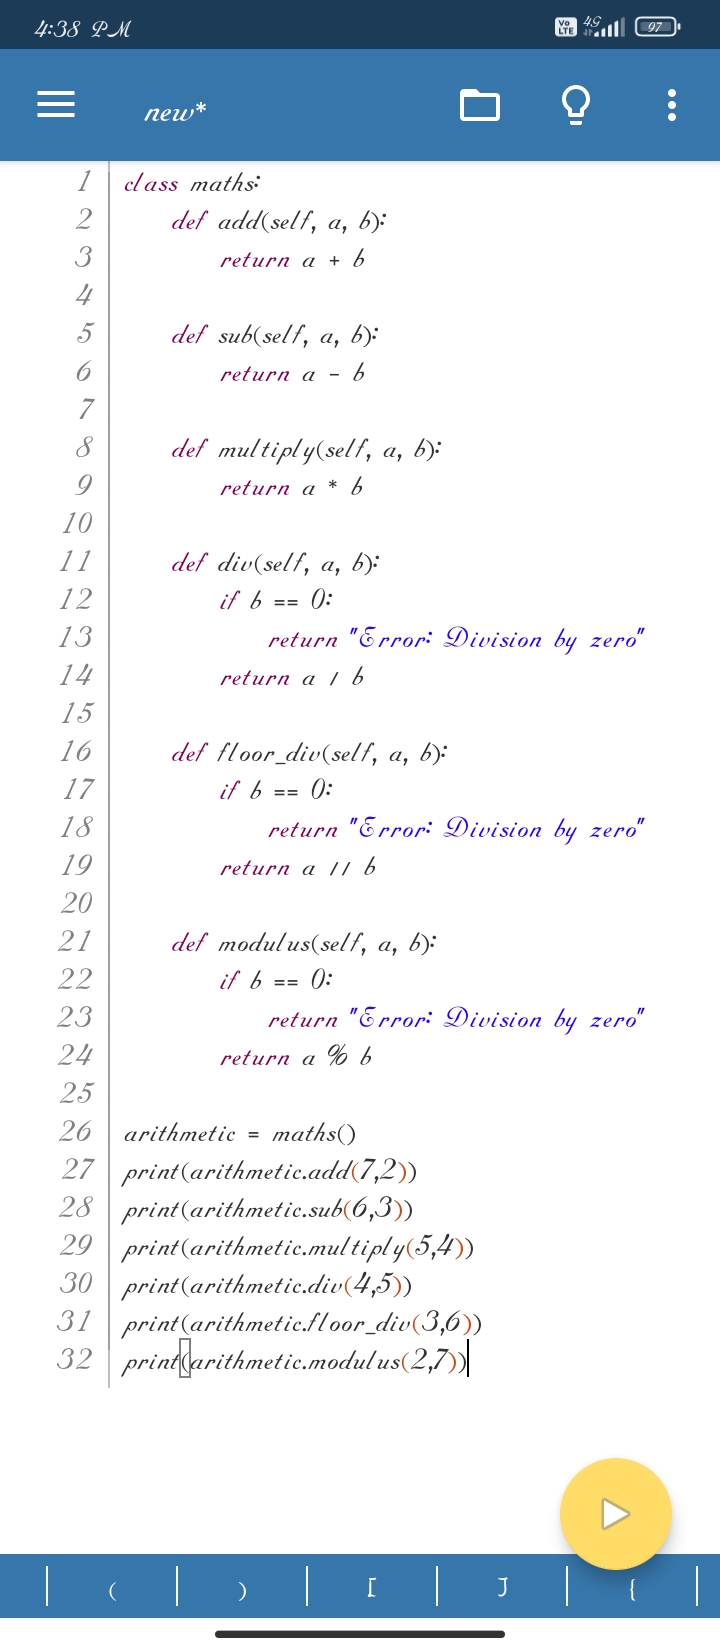 4:38 PM Vo LTE 4G 97
new*
1 class maths:
2     def add(self, a, b):
3         return a + b
4
5     def sub(self, a, b):
6         return a - b
7
8     def multiply(self, a, b):
9         return a * b
10
11     def div(self, a, b):
12         if b == 0:
13             return "Error: Division by zero"
14         return a / b
15
16     def floor_div(self, a, b):
17         if b == 0:
18             return "Error: Division by zero"
19         return a // b
20
21     def modulus(self, a, b):
22         if b == 0:
23             return "Error: Division by zero"
24         return a % b
25
26 arithmetic = maths()
27 print(arithmetic.add(7,2))
28 print(arithmetic.sub(6,3))
29 print(arithmetic.multiply(5,4))
30 print(arithmetic.div(4,5))
31 print(arithmetic.floor_div(3,6))
32 print(arithmetic.modulus(2,7))
( ) [ ] {